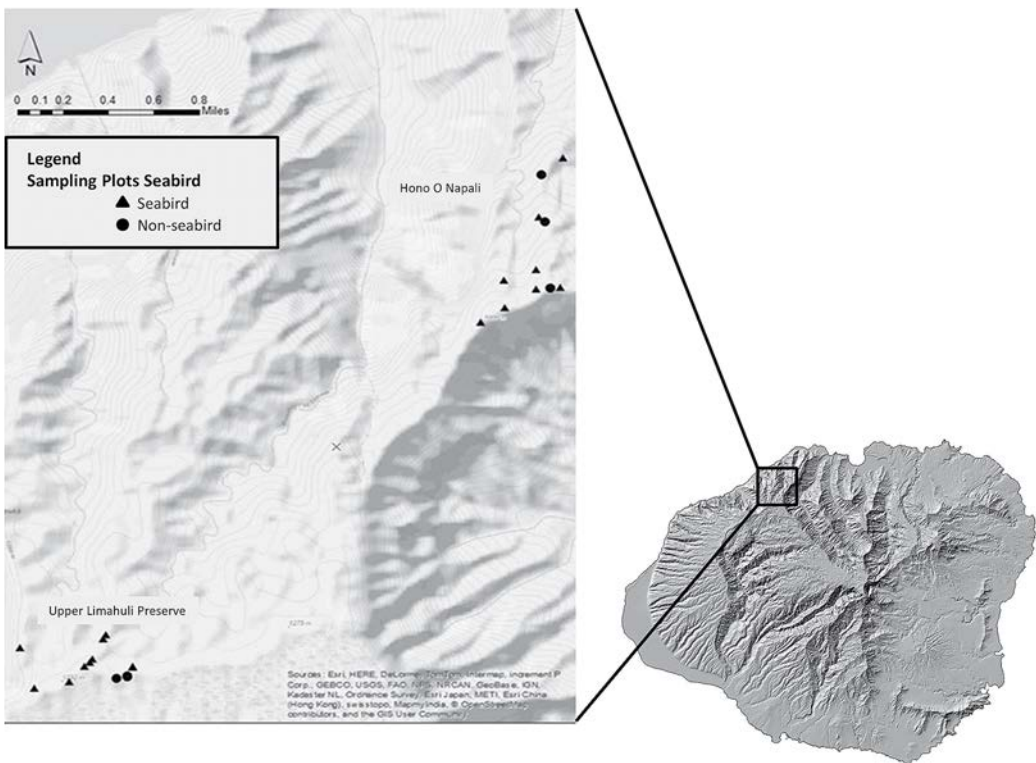 N
0 0.1 0.2 0.4 0.6 0.8
Miles
Legend
Sampling Plots Seabird
Seabird
Non-seabird
Hono O Napali
Upper Limahuli Preserve
Sources: Esri, HERE, DeLorme, TomTom, Intermap, increment P
Corp., GEBCO, USGS, FAO, NPS, NRCAN, GeoBase, IGN,
Kadaster NL, Ordnance Survey, Esri Japan, METI, Esri China
(Hong Kong), swisstopo, MapmyIndia, © OpenStreetMap
contributors, and the GIS User Community